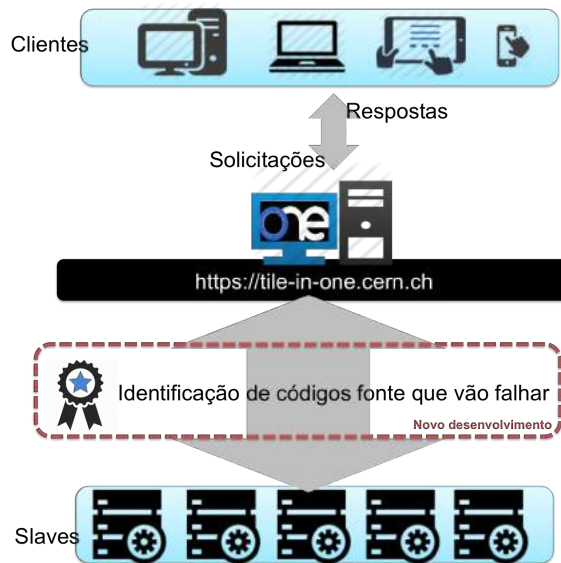 Clientes
Respostas
Solicitações
one
https://tile-in-one.cern.ch
Identificação de códigos fonte que vão falhar
Novo desenvolvimento
Slaves